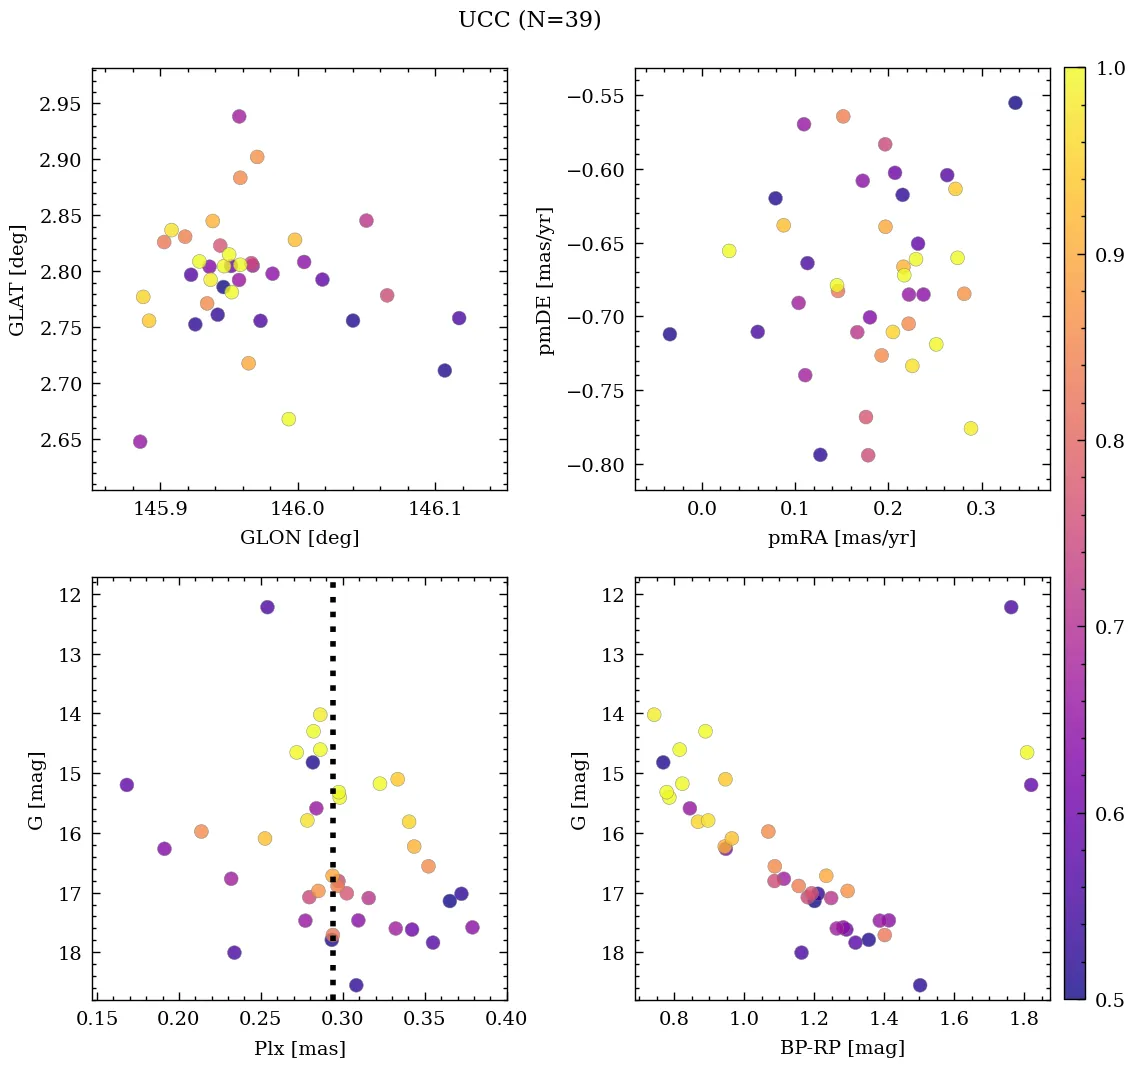 UCC (N=39)
2.95
2.90
2.85
2.80
2.75
2.70
2.65
GLAT [deg]
145.9 146.0 146.1
GLON [deg]
−0.55
−0.60
−0.65
−0.70
−0.75
−0.80
pmDE [mas/yr]
0.0 0.1 0.2 0.3
pmRA [mas/yr]
12
13
14
15
16
17
18
G [mag]
0.15 0.20 0.25 0.30 0.35 0.40
Plx [mas]
12
13
14
15
16
17
18
G [mag]
0.8 1.0 1.2 1.4 1.6 1.8
BP-RP [mag]
1.0
0.9
0.8
0.7
0.6
0.5